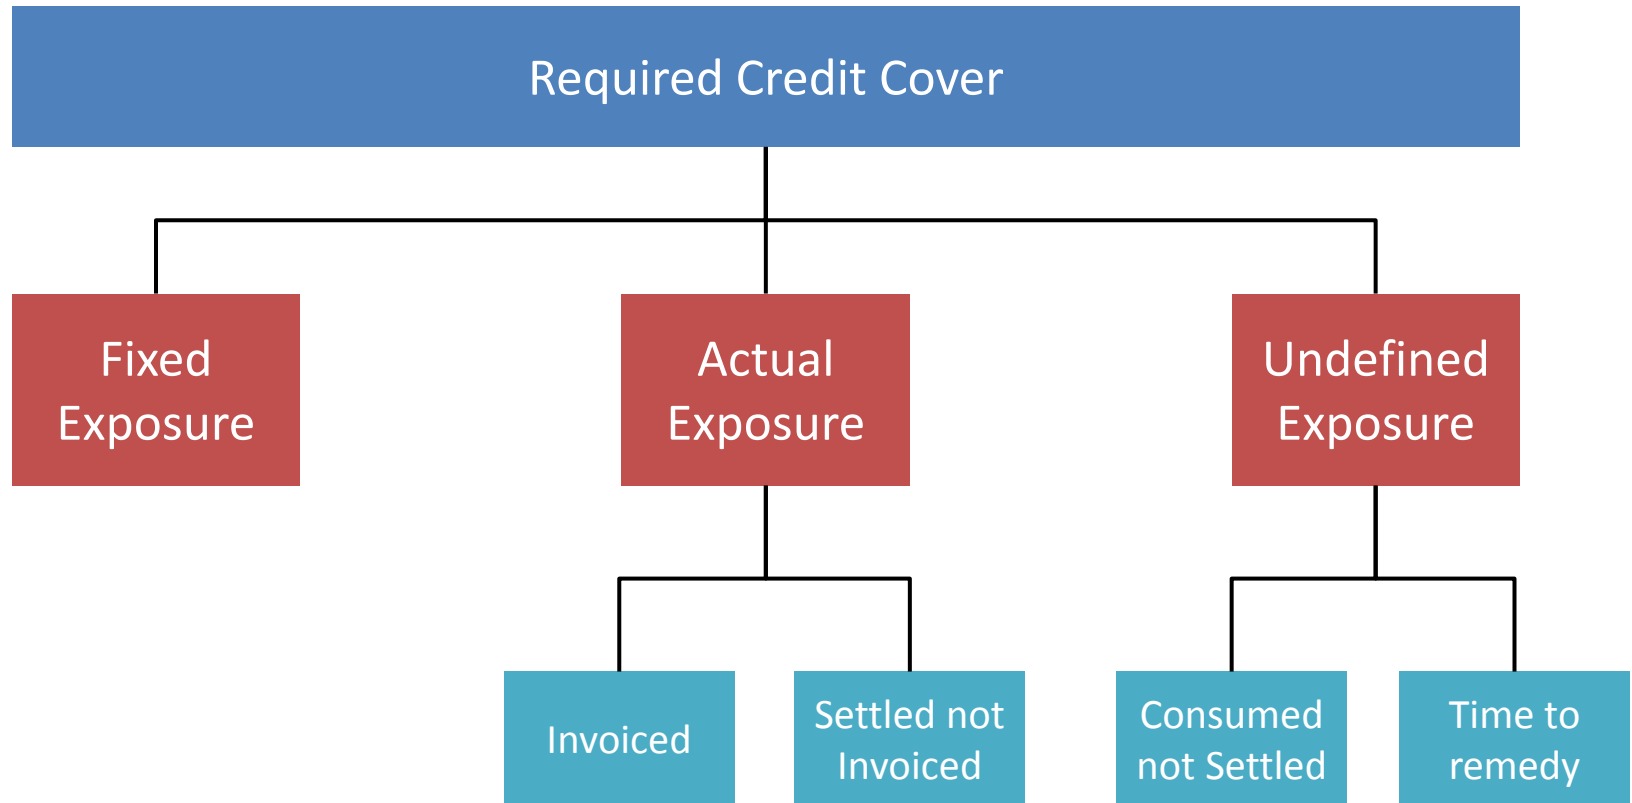 Required Credit Cover
Fixed
Exposure
Actual
Exposure
Undefined
Exposure
Invoiced
Settled not
Invoiced
Consumed
not Settled
Time to
remedy